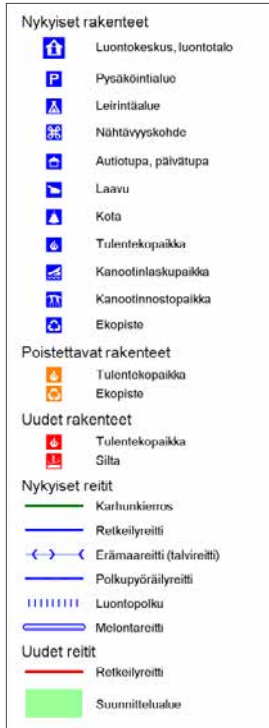 Nykyiset rakenteet
Luontokeskus, luontotalo
P Pysäköintialue
Leirintäalue
Nähtävyyskohde
Autiotupa, päivätupa
Laavu
Kota
Tulentekopaikka
Kanootinlaskupaikka
Kanootinnostopaikka
Ekopiste
Poistettavat rakenteet
Tulentekopaikka
Ekopiste
Uudet rakenteet
Tulentekopaikka
Silta
Nykyiset reitit
Karhunkierros
Retkeilyreitti
Erämaareitti (talvireitti)
Polkupyöräilyreitti
Luontopolku
Melontareitti
Uudet reitit
Retkeilyreitti
Suunnittelualue